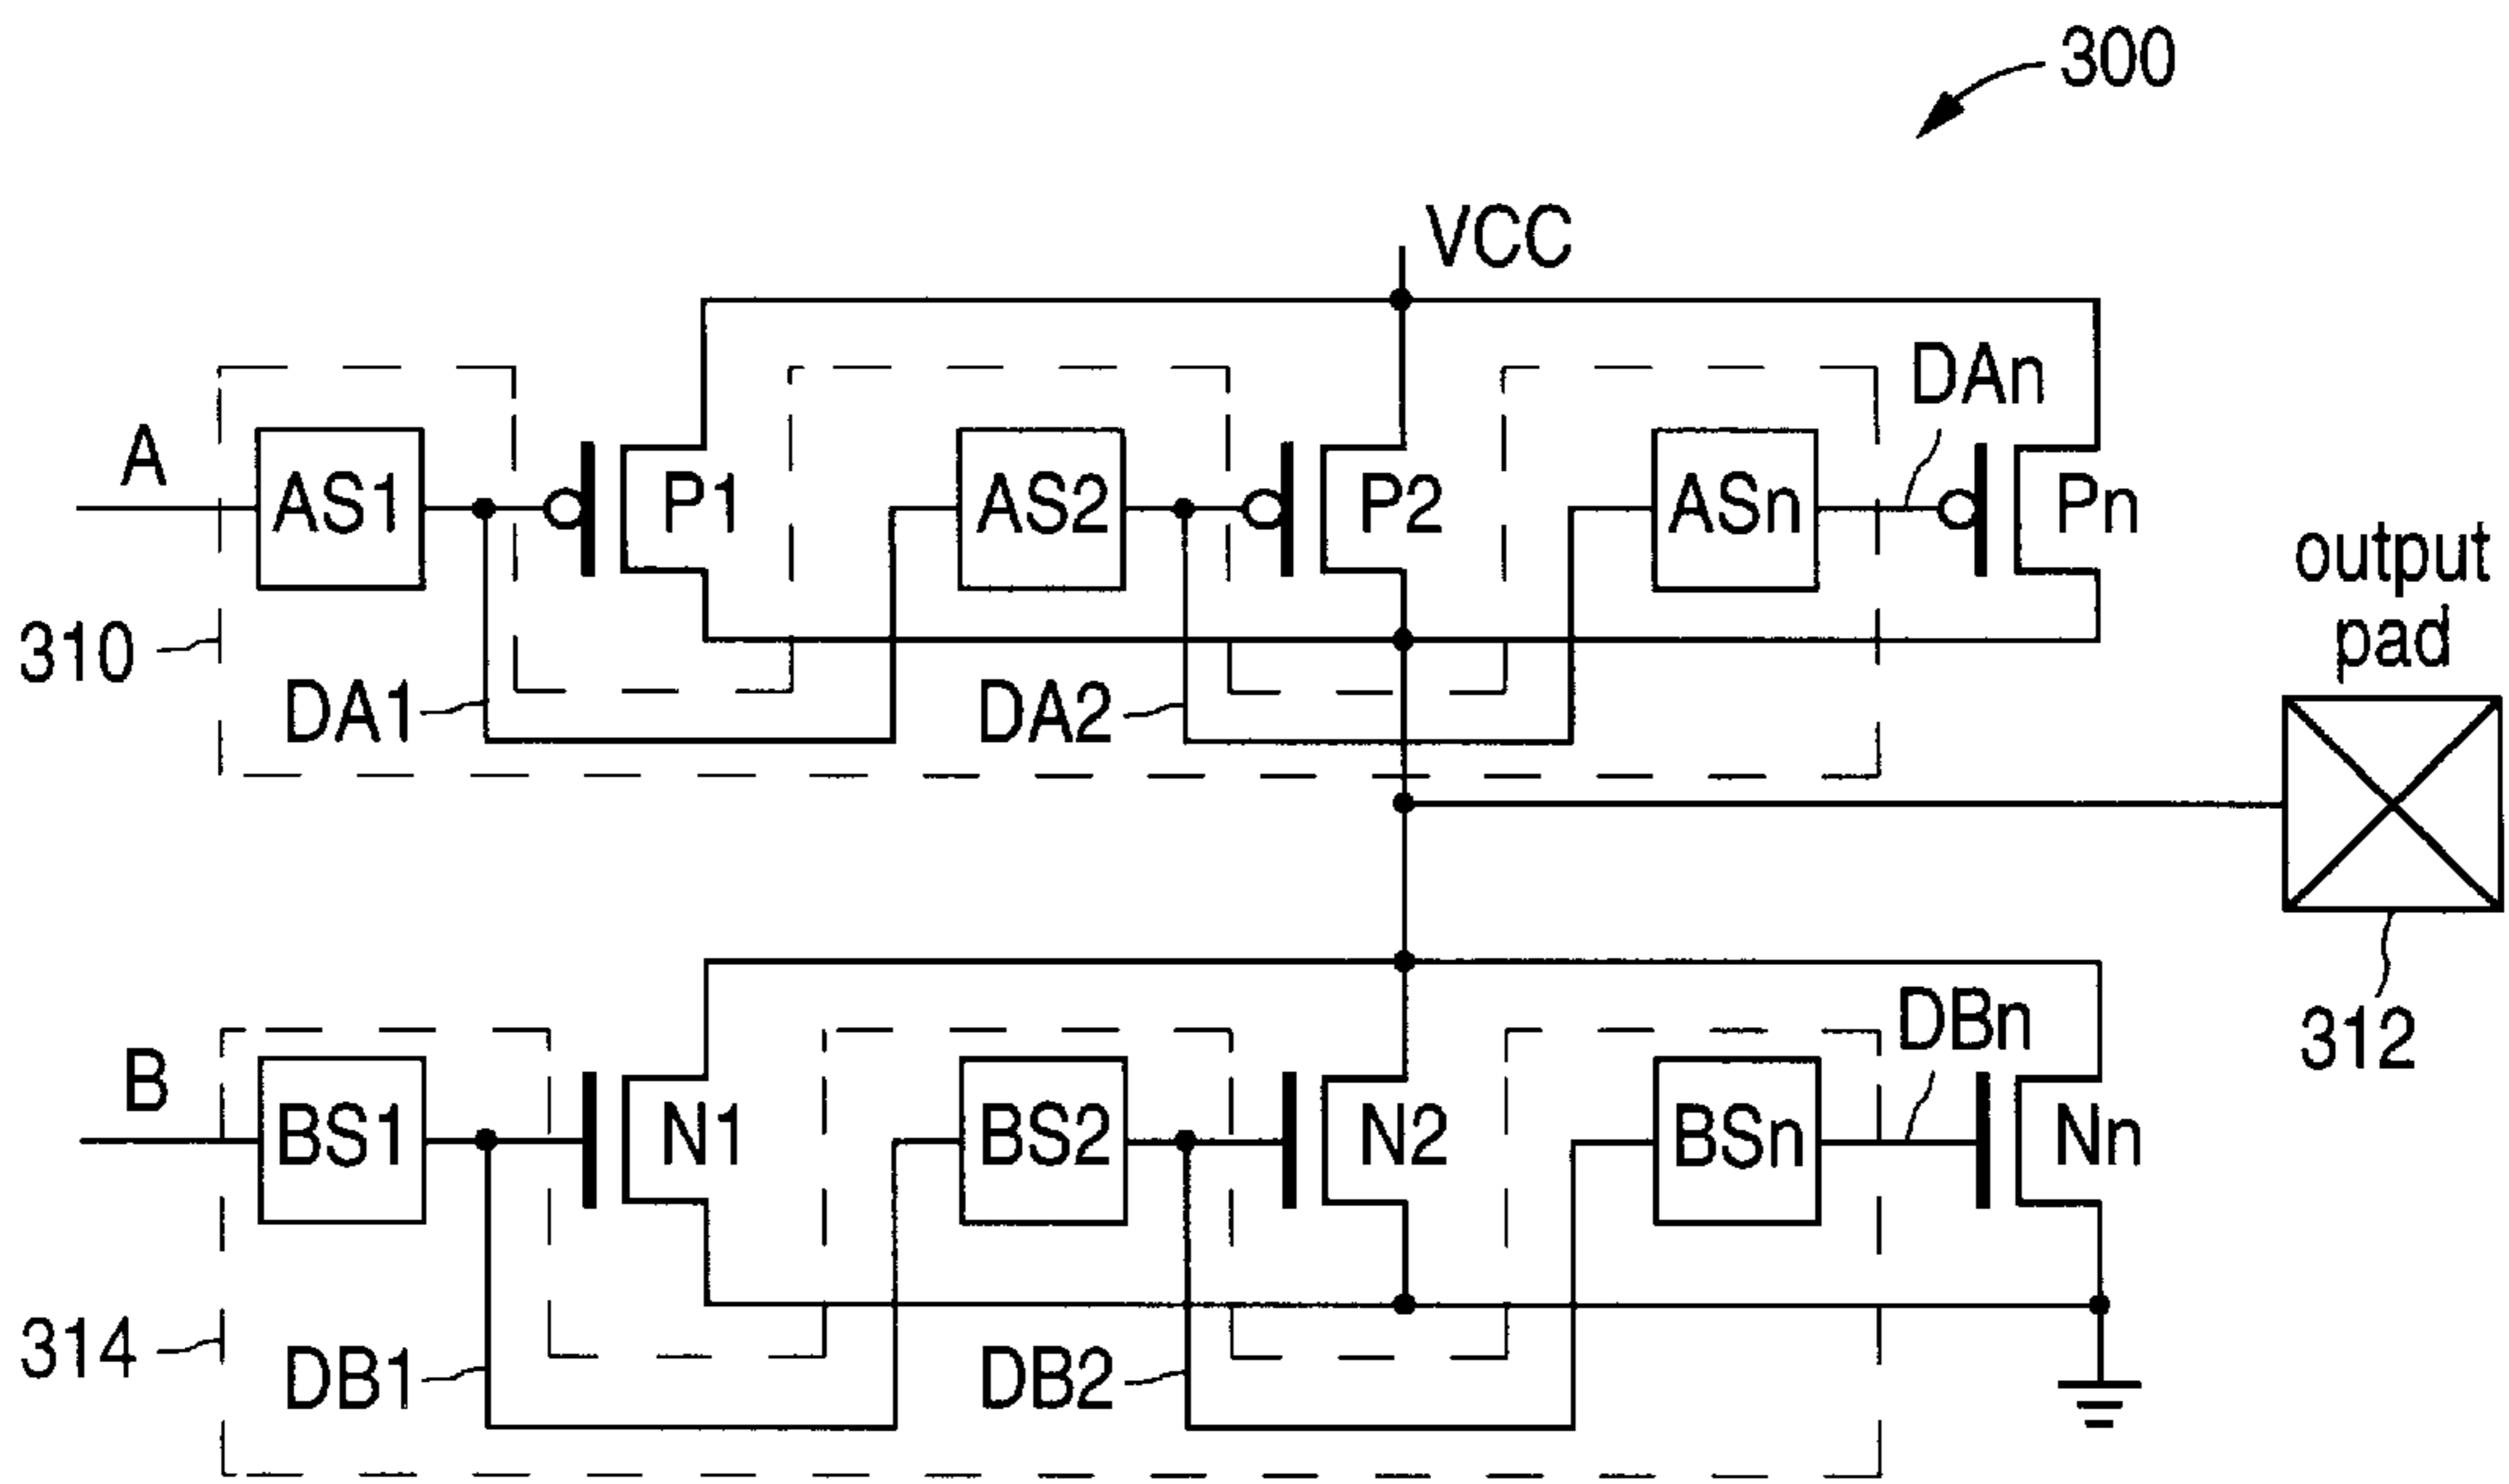 300
VCC
DAn
A
AS1
P1
AS2
P2
ASn
Pn
output
pad
310
DA1
DA2
312
DBn
B
BS1
N1
BS2
N2
BSn
Nn
314
DB1
DB2